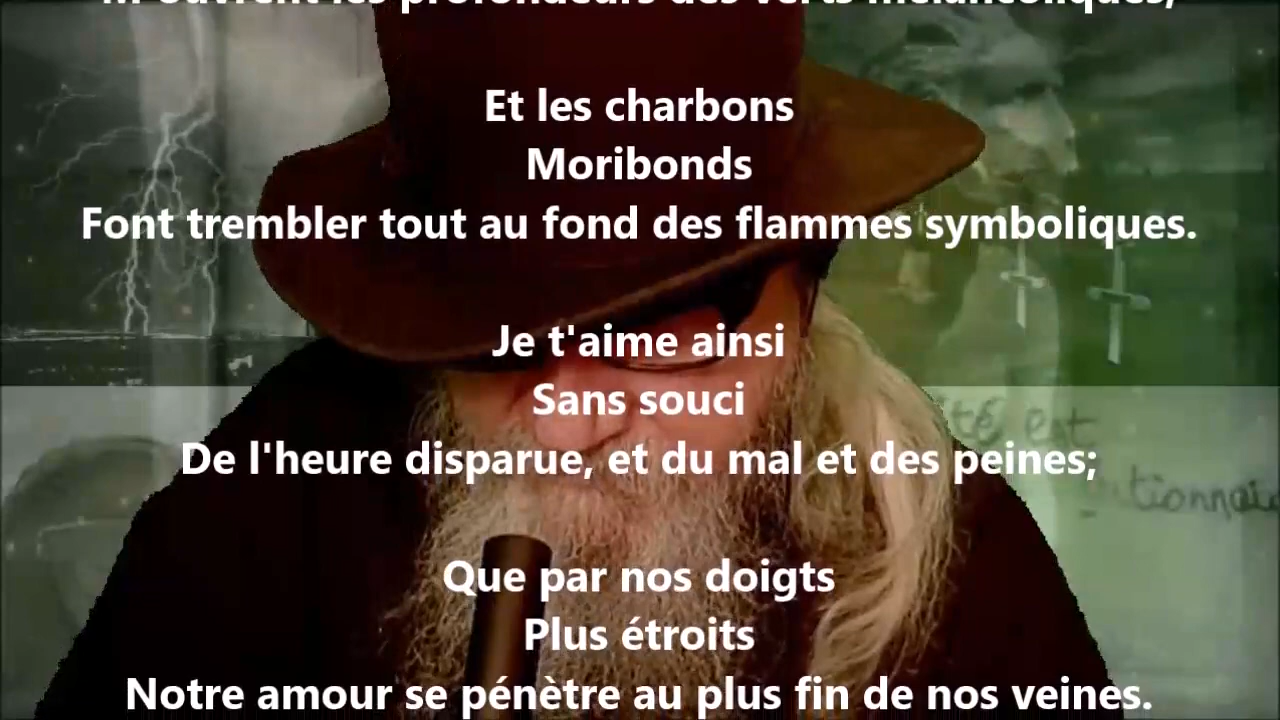 M'ouvrent les profondeurs des verts mélancoliques,
Et les charbons
Moribonds
Font trembler tout au fond des flammes symboliques.
Je t'aime ainsi
Sans souci
De l'heure disparue, et du mal et des peines;
Que par nos doigts
Plus étroits
Notre amour se pénètre au plus fin de nos veines.
té est